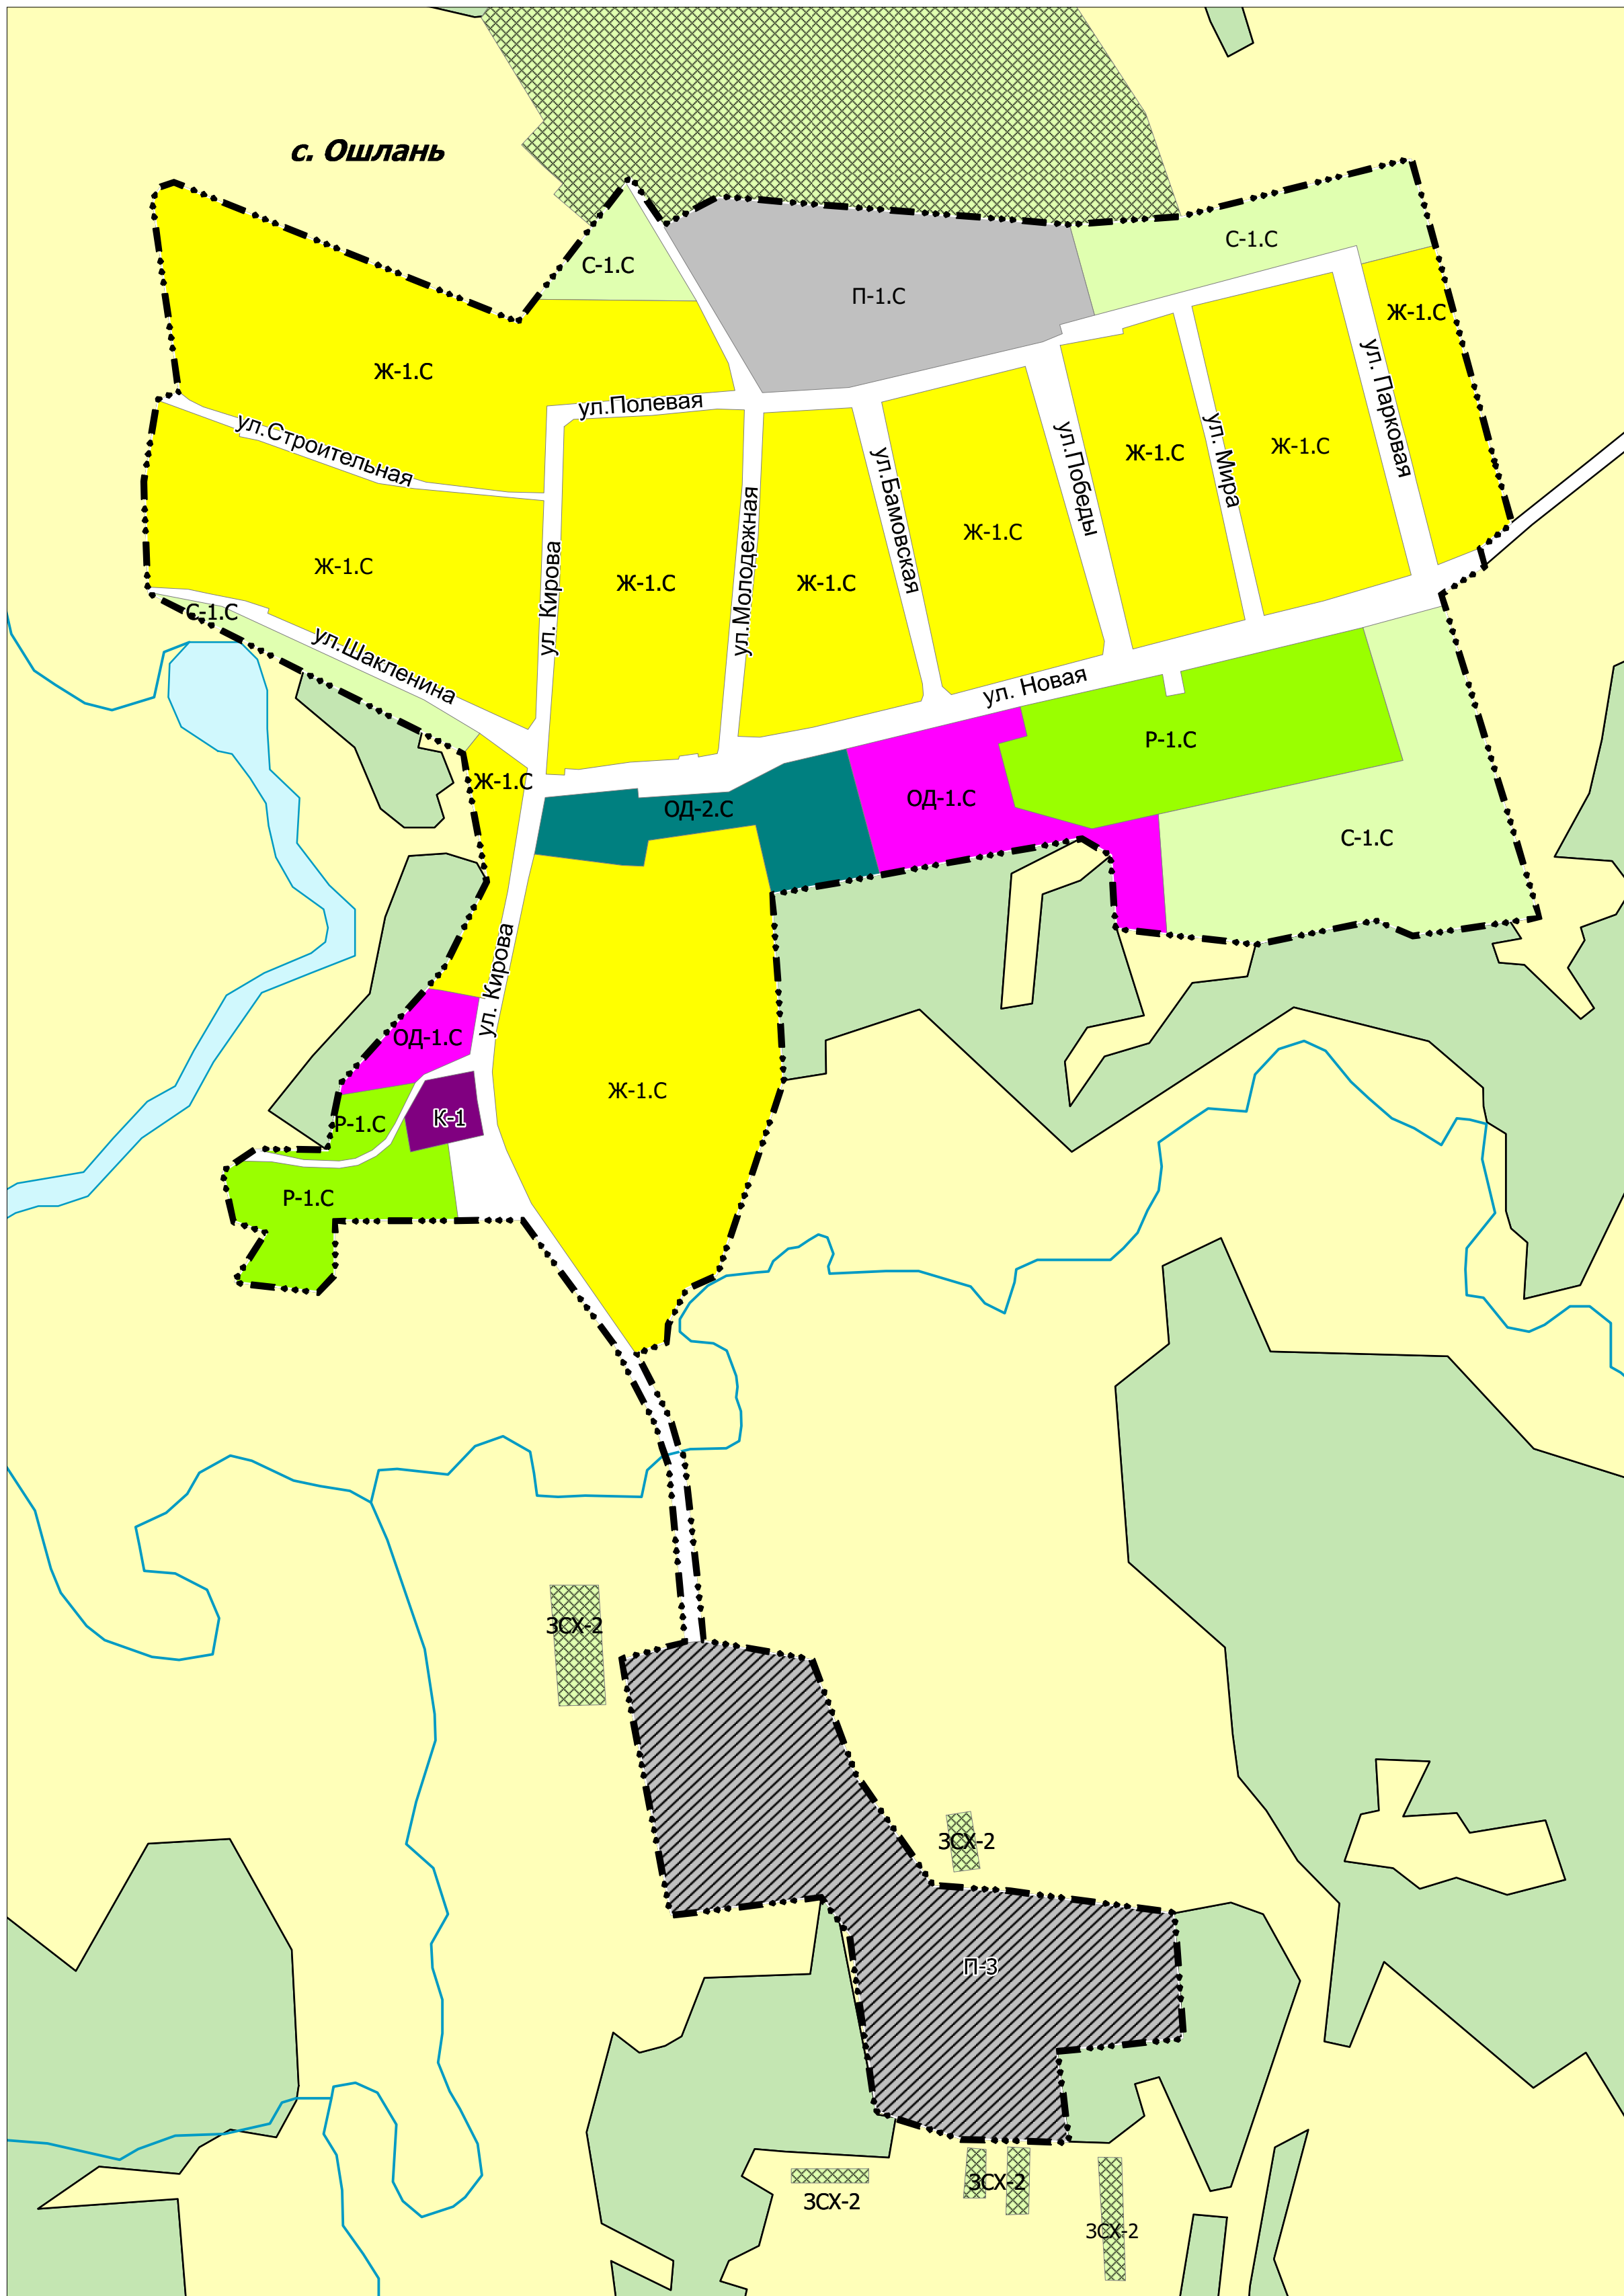 с. Ошлань
С-1.С
С-1.С
П-1.С
Ж-1.С
Ж-1.С
ул.Полевая
ул. Парковая
ул.Строительная
ул. Мира
ул.Победы
ул.Бамовская
Ж-1.С
Ж-1.С
Ж-1.С
ул.Молодежная
ул. Кирова
Ж-1.С
Ж-1.С
Ж-1.С
С-1.С
ул.Шакленина
ул. Новая
Р-1.С
Ж-1.С
ОД-2.С
ОД-1.С
С-1.С
ул. Кирова
ОД-1.С
Ж-1.С
К-1
Р-1.С
Р-1.С
ЗСХ-2
ЗСХ-2
П-3
ЗСХ-2
ЗСХ-2
ЗСХ-2